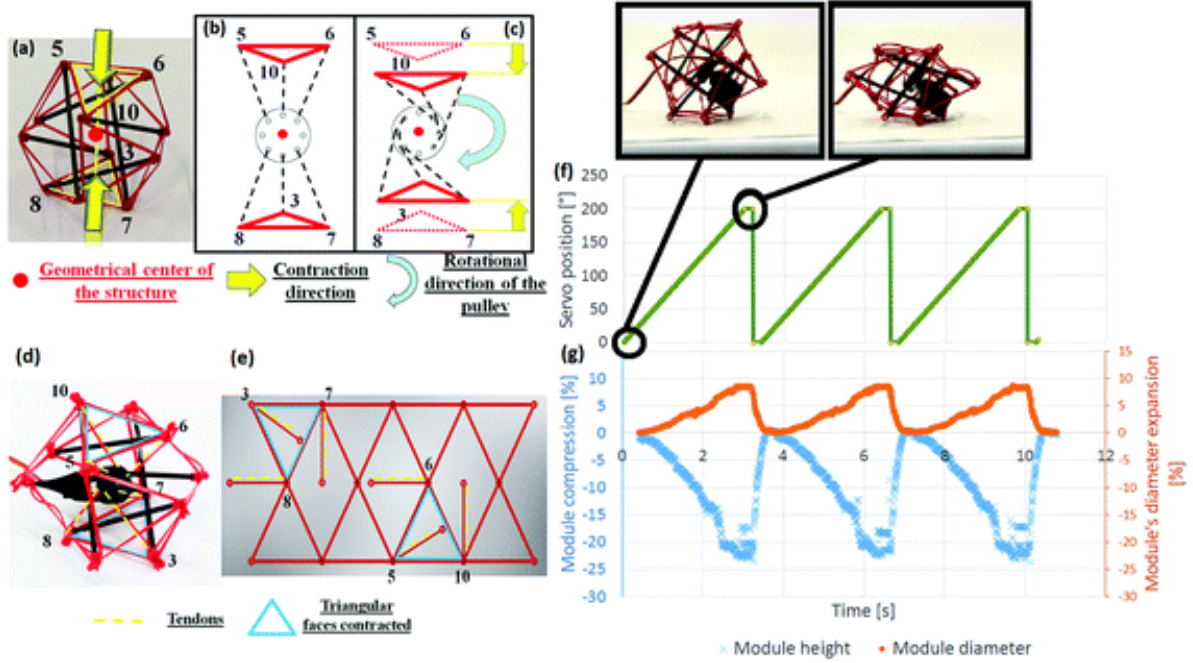 (a)
5
6
10
3
8
7
(b)
5
6
10
3
8
7
(c)
5
6
10
3
8
7
Geometrical center of
the structure
Contraction
direction
Rotational
direction of the
pulley
(d)
10
6
5
7
8
3
(e)
3
7
6
8
5
10
Tendons
Triangular
faces contracted
(f)
Servo position [°]
250
200
150
100
50
0
(g)
Module compression [%]
10
5
0
-5
-10
-15
-20
-25
-30
0
2
4
6
8
10
12
Time [s]
15
10
5
0
-5
-10
-15
-20
-25
-30
Module's diameter expansion
[%]
Module height
Module diameter